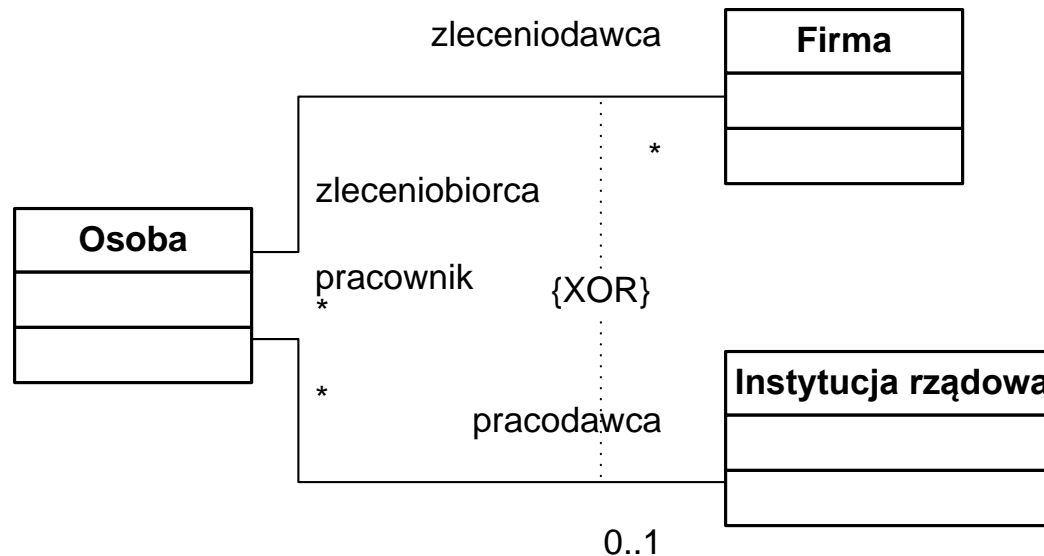 zleceniodawca
Firma
*
zleceniobiorca
Osoba
pracownik
*
{XOR}
*
Instytucja rządowa
pracodawca
0..1